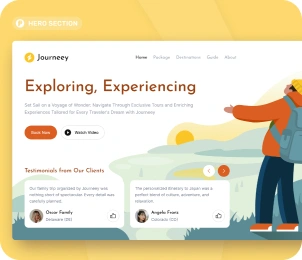 HERO SECTION
Journeey
Home Package Destinations Guide About
Exploring, Experiencing
Set Sail on a Voyage of Wonder: Navigate Through Exclusive Tours and Enriching
Experiences Tailored for Every Traveler's Dream with Journeey
Book Now
Watch Video
Testimonials from Our Clients
Our family trip organized by Journeey was
nothing short of spectacular. Every detail was
carefully planned.
Oscar Family
Delaware (DE)
The personalized itinerary to Japan was a
perfect blend of culture, adventure, and
relaxation
Angela Franz
Colorado (CO)